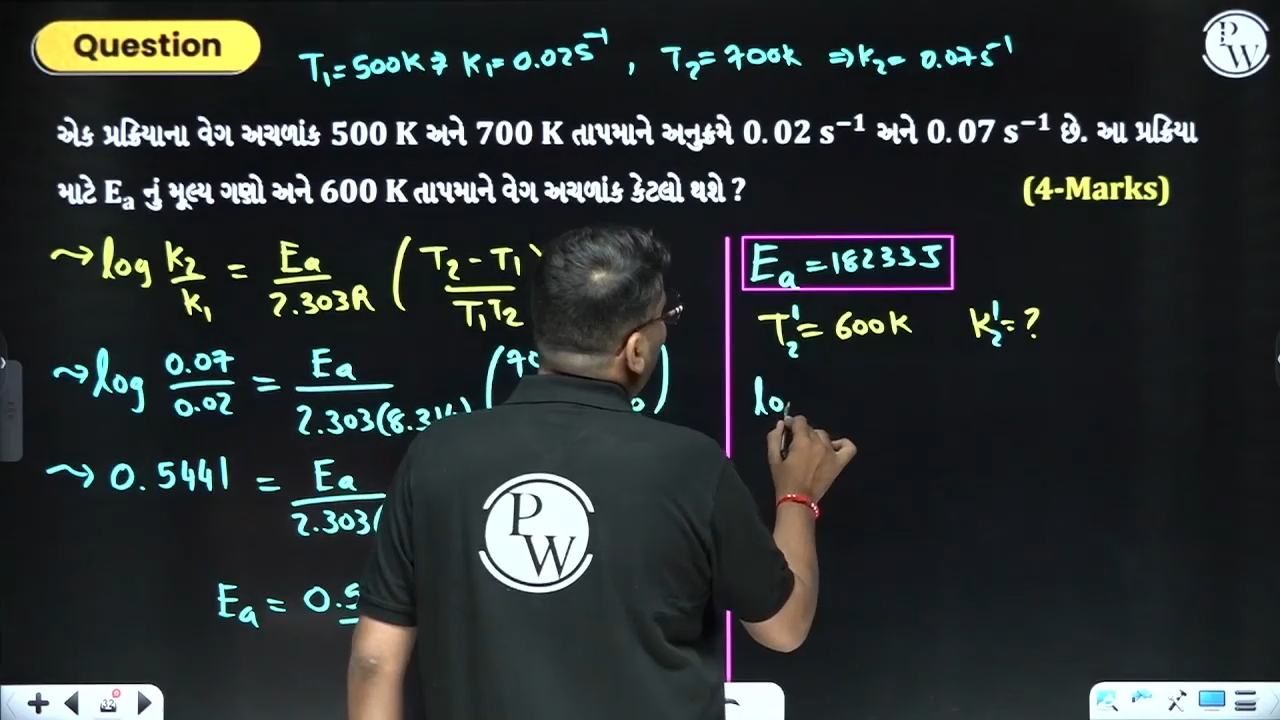 Question
T₁=500K ⇒ K₁=0.02s⁻¹ , T₂=700K ⇒K₂= 0.07s⁻¹
PW
એક પ્રક્રિયાના વેગ અચળાંક 500 K અને 700 K તાપમાને અનુક્રમે 0.02 s⁻¹ અને 0.07 s⁻¹ છે. આ પ્રક્રિયા
માટે Eₐ નું મૂલ્ય ગણો અને 600 K તાપમાને વેગ અચળાંક કેટલો થશે ?
(4-Marks)
log K₂/K₁ = Ea/2.303R ( T₂-T₁/T₁T₂
log 0.07/0.02 = Ea/2.303(8.314) (
0.5441 = Ea/2.303(
Ea = 0.5
Ea =18233J
T₂' = 600K K₂'=?
lo
PW
32